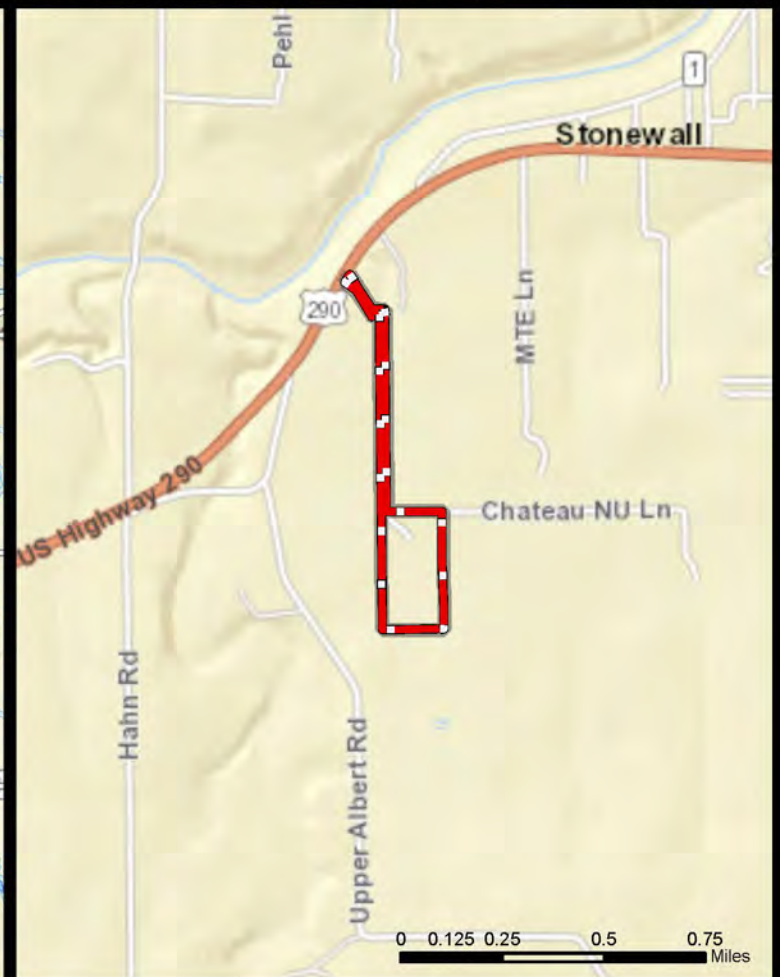 Pehl
1
Stonewall
290
MTE Ln
US Highway 290
Chateau NU Ln
Hahn Rd
Upper Albert Rd
0 0.125 0.25 0.5 0.75
Miles